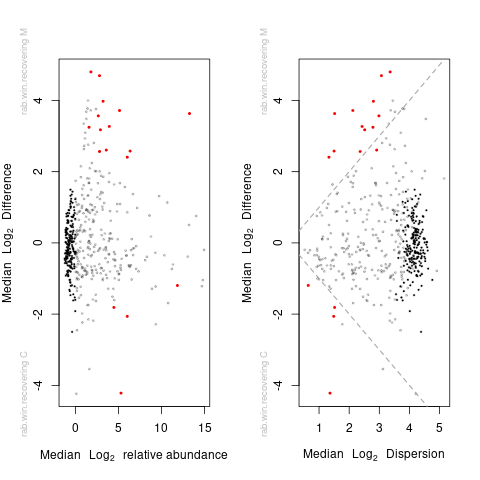 rab.win.recovering M
rab.win.recovering C
Median Log2 Difference
4
2
0
-2
-4
0 5 10 15
Median Log2 relative abundance
rab.win.recovering M
rab.win.recovering C
Median Log2 Difference
4
2
0
-2
-4
1 2 3 4 5
Median Log2 Dispersion